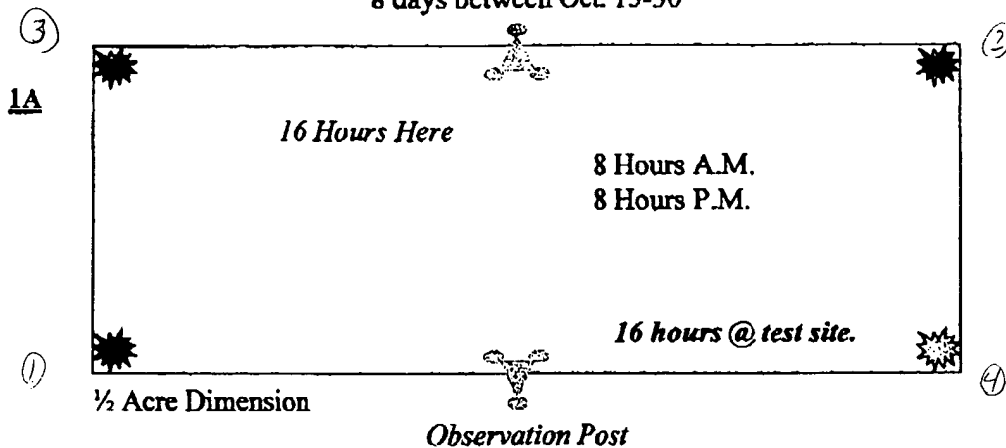 8 days between Oct. 15-30
3
2
1A
16 Hours Here
8 Hours A.M.
8 Hours P.M.
16 hours @ test site.
1
4
½ Acre Dimension
Observation Post